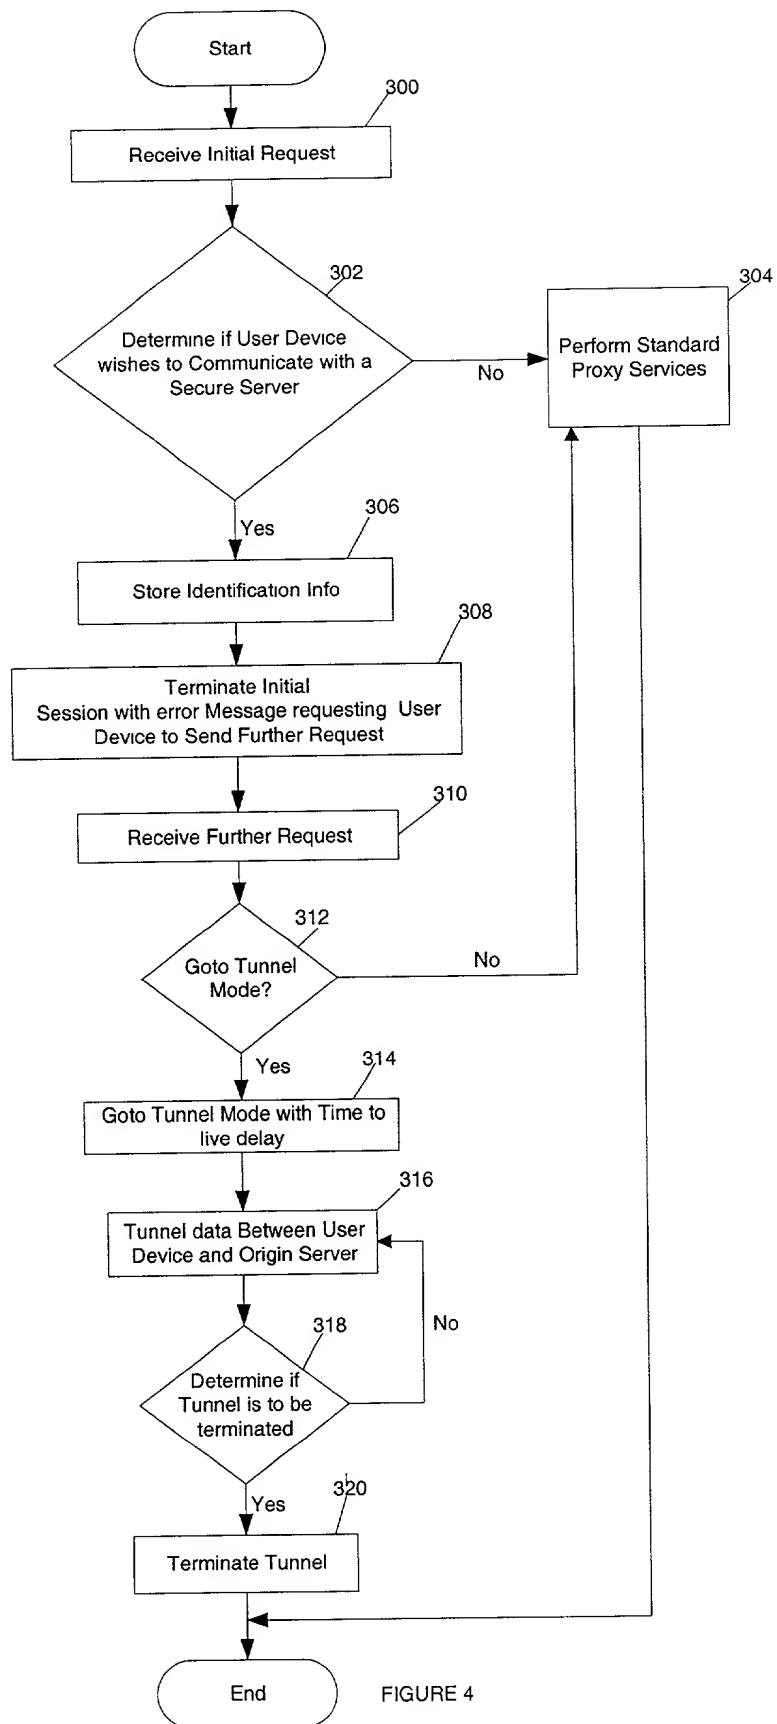 Start
300
Receive Initial Request
302
304
Determine if User Device
wishes to Communicate with a
Secure Server
No
Perform Standard
Proxy Services
Yes
306
Store Identification Info
308
Terminate Initial
Session with error Message requesting User
Device to Send Further Request
310
Receive Further Request
312
Goto Tunnel
Mode?
No
Yes
314
Goto Tunnel Mode with Time to
live delay
316
Tunnel data Between User
Device and Origin Server
318
No
Determine if
Tunnel is to be
terminated
Yes
320
Terminate Tunnel
End
FIGURE 4